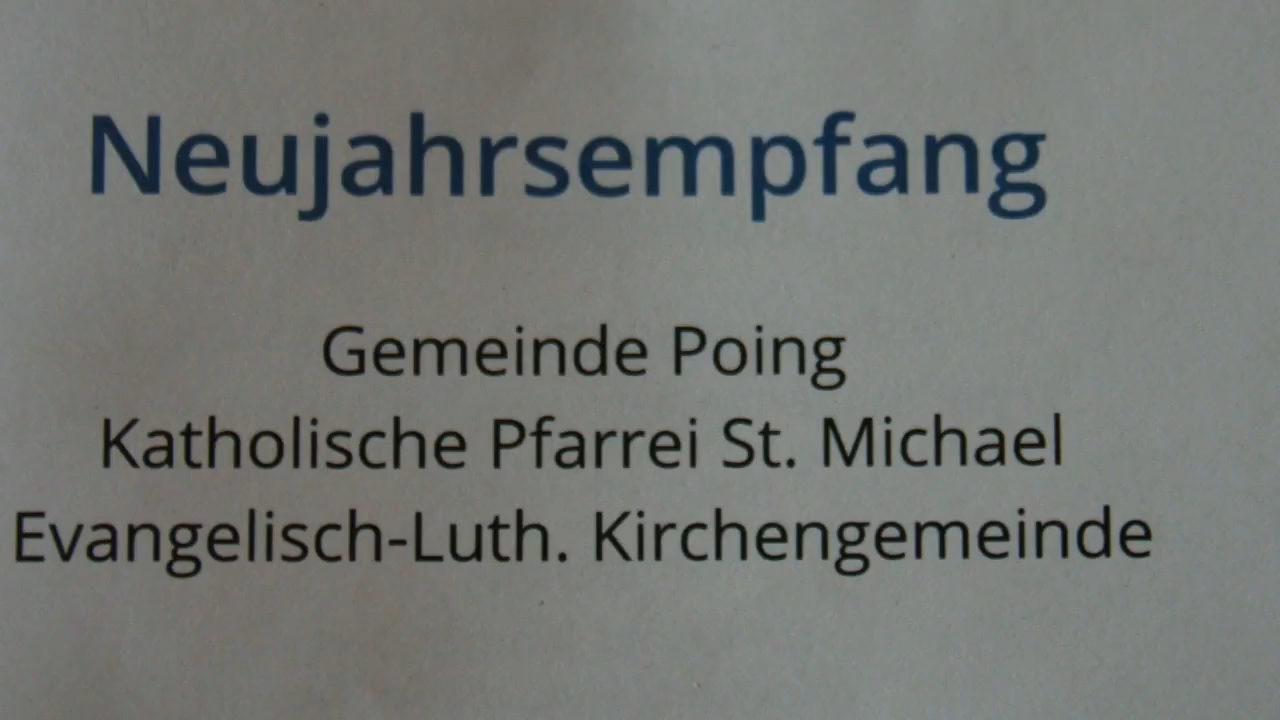 Neujahrsempfang
Gemeinde Poing
Katholische Pfarrei St. Michael
Evangelisch-Luth. Kirchengemeinde